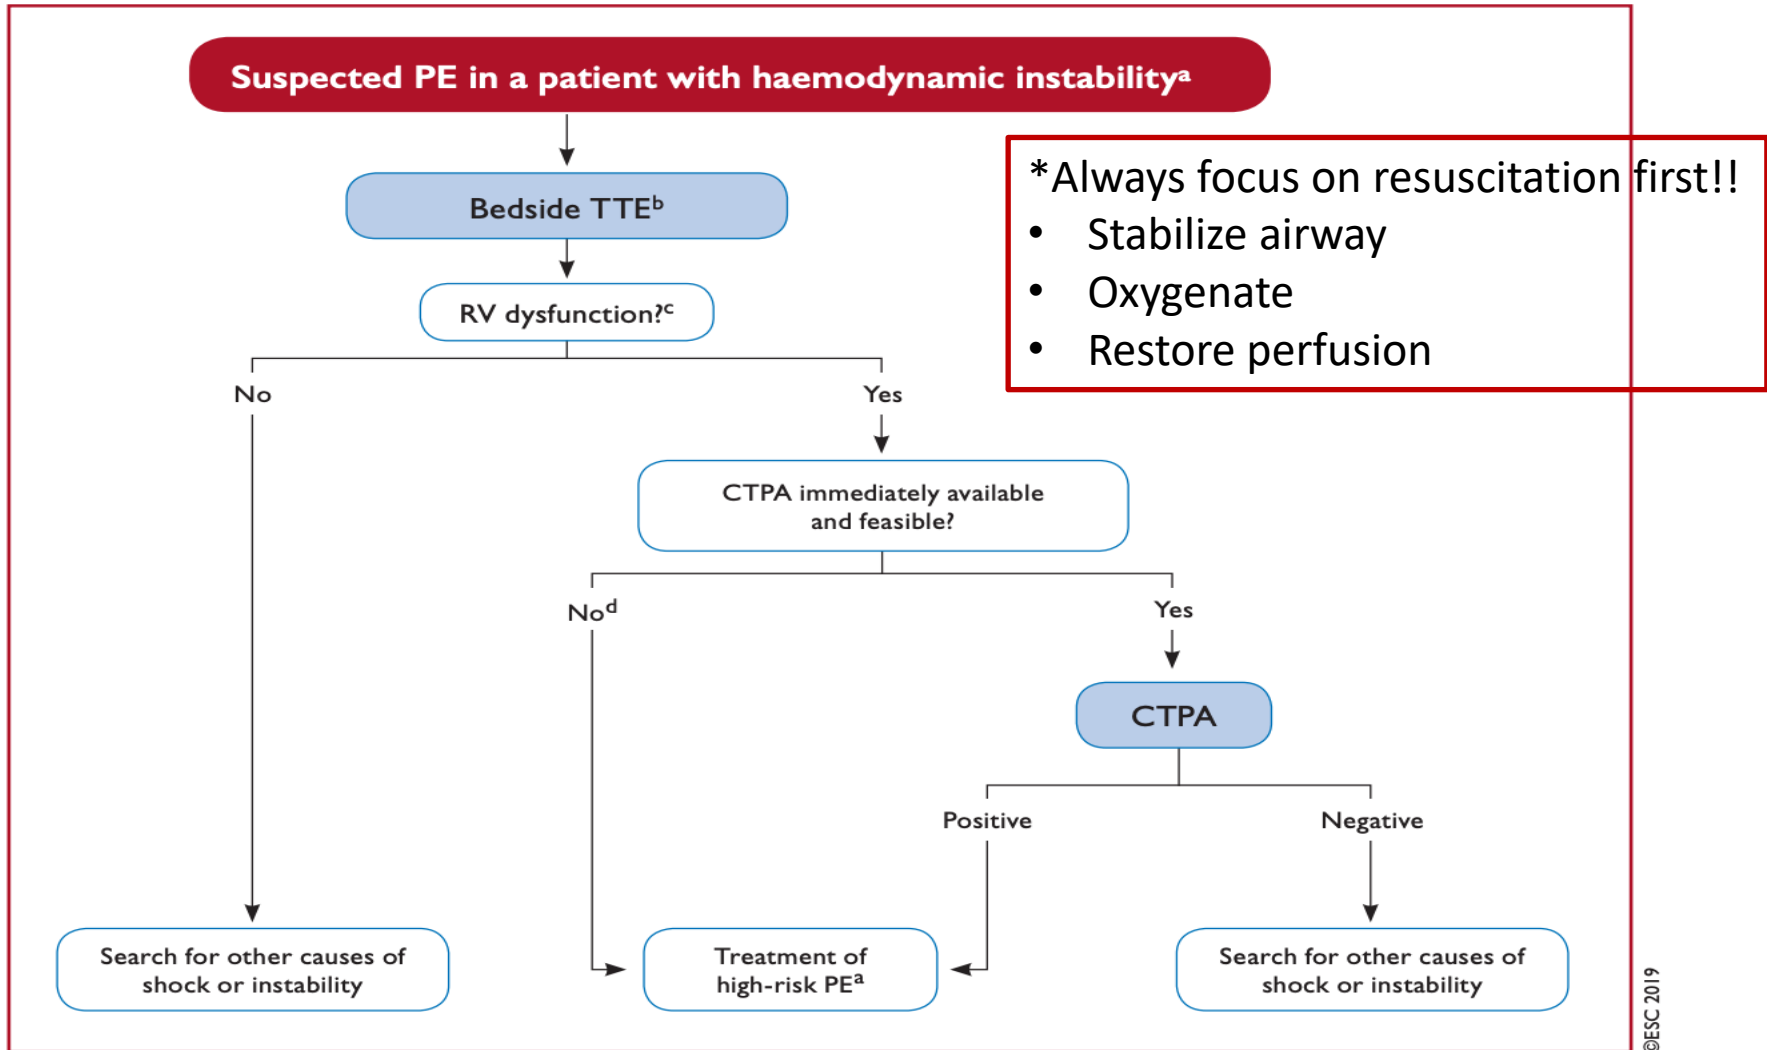 Suspected PE in a patient with haemodynamic instabilityᵃ
*Always focus on resuscitation first!!
• Stabilize airway
• Oxygenate
• Restore perfusion
Bedside TTEᵇ
RV dysfunction?ᶜ
No
Yes
CTPA immediately available
and feasible?
Noᵈ
Yes
CTPA
Positive
Negative
Search for other causes of
shock or instability
Treatment of
high-risk PEᵃ
Search for other causes of
shock or instability
©ESC 2019